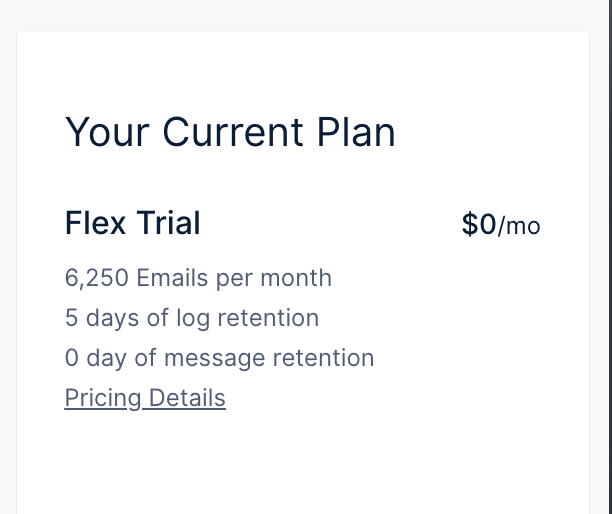 Your Current Plan
Flex Trial $0/mo
6,250 Emails per month
5 days of log retention
0 day of message retention
Pricing Details